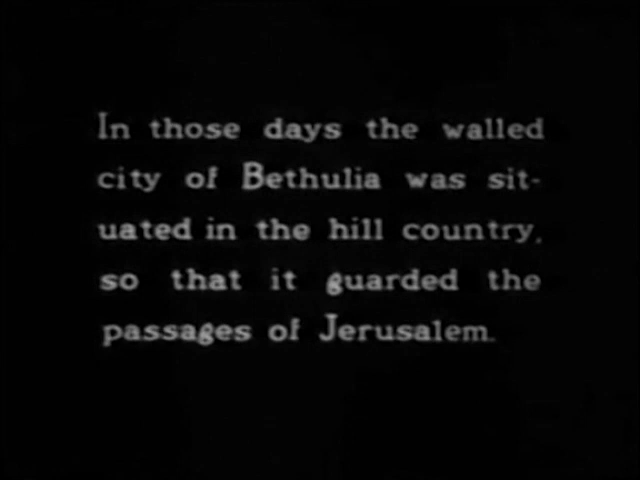 In those days the walled
city of Bethulia was sit-
uated in the hill country,
so that it guarded the
passages of Jerusalem.